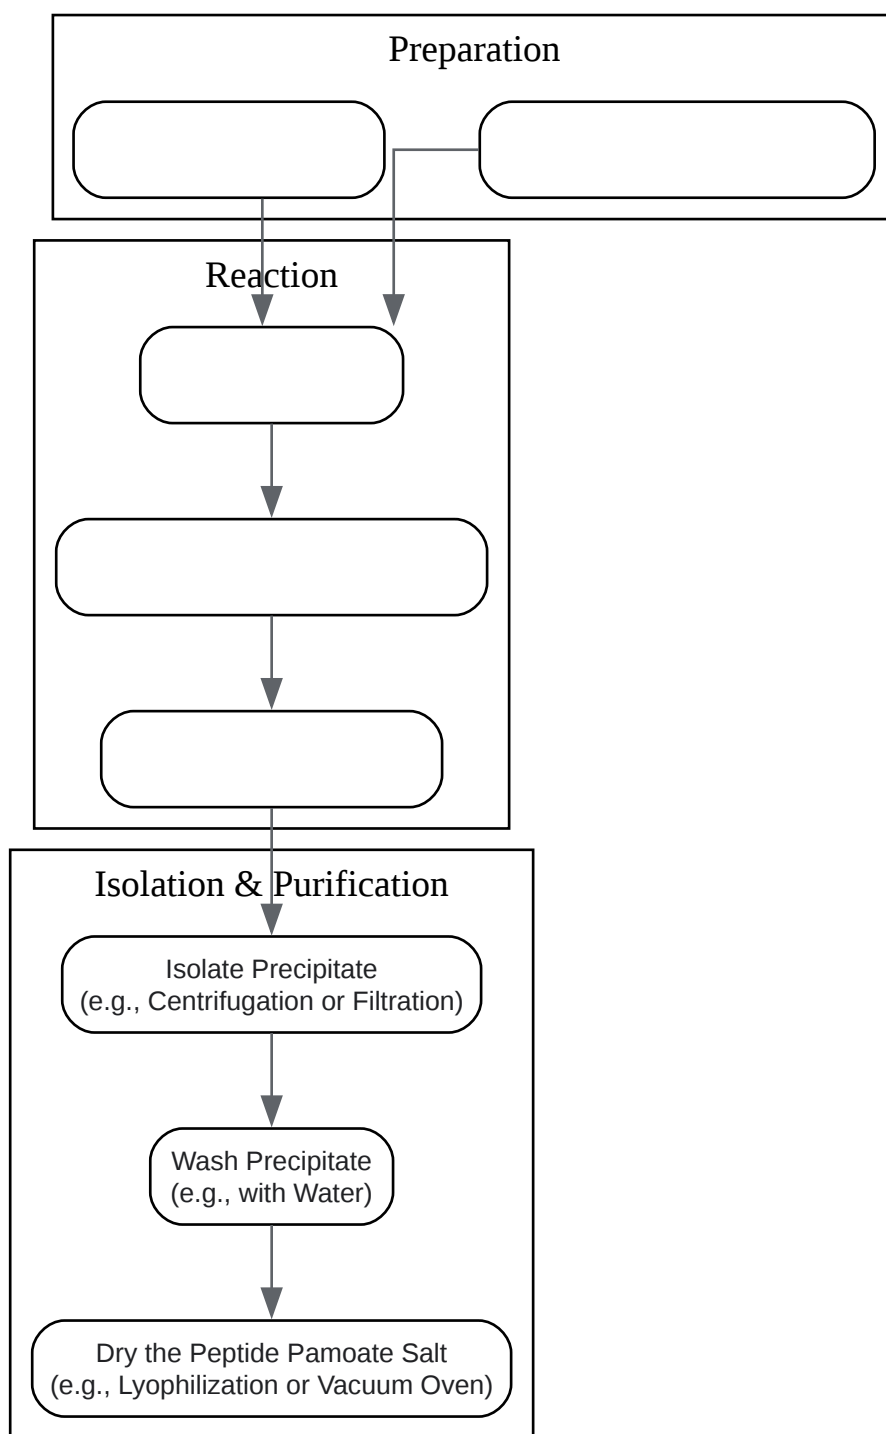 Preparation
Reaction
Isolation & Purification
Isolate Precipitate
(e.g., Centrifugation or Filtration)
Wash Precipitate
(e.g., with Water)
Dry the Peptide Pamoate Salt
(e.g., Lyophilization or Vacuum Oven)